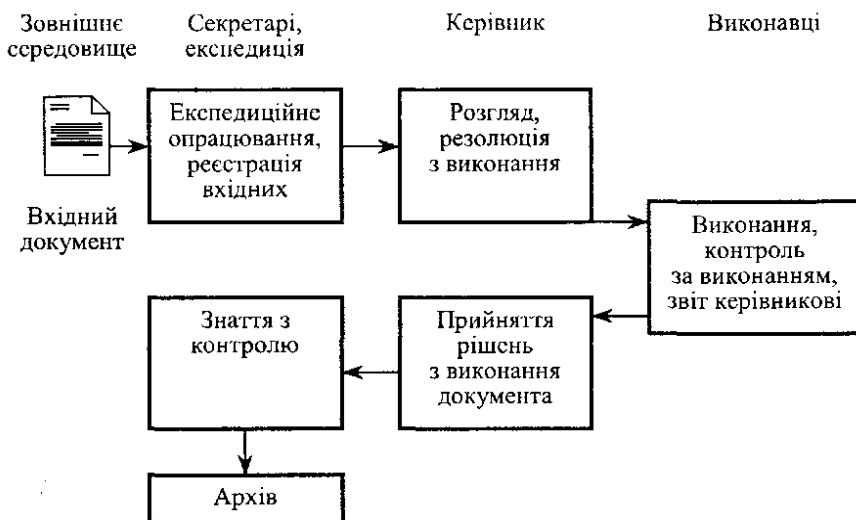 Зовнішнє
середовище
Секретарі,
експедиція
Керівник
Виконавці
Експедиційне
опрацювання,
реєстрація
вхідних
Розгляд,
резолюція
з виконання
Вхідний
документ
Виконання,
контроль
за виконанням,
звіт керівникові
Прийняття
рішень
з виконання
документа
Знаття з
контролю
Архів